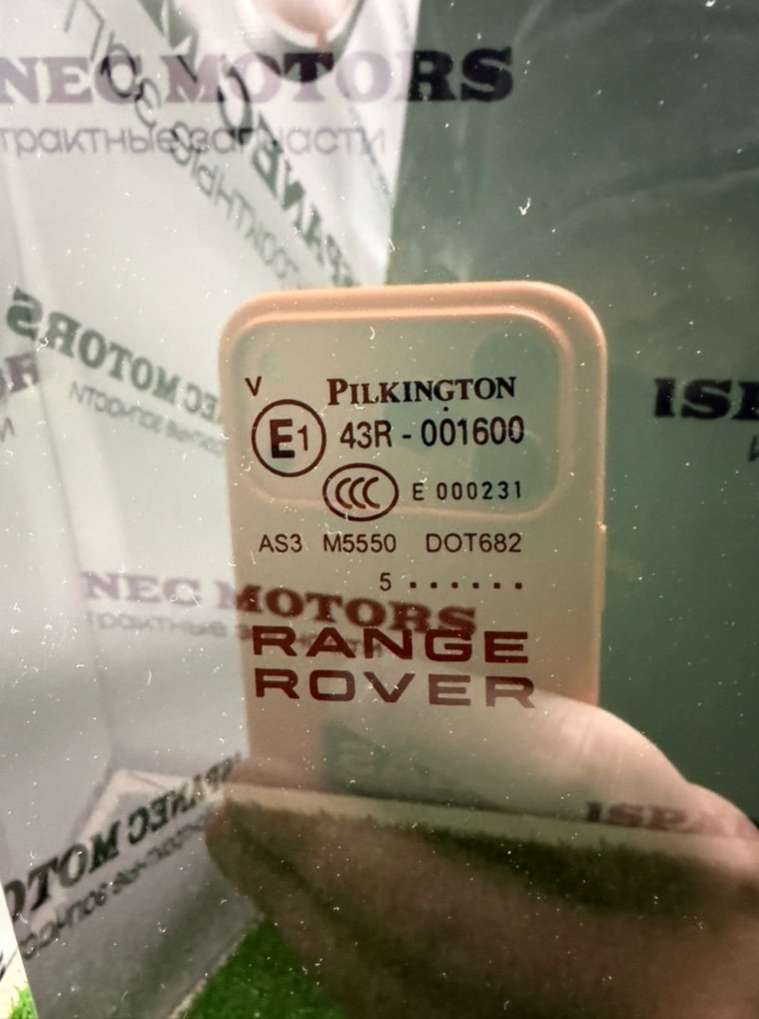 NEC MOTORS
трактные запчасти
V
PILKINGTON
E1 43R - 001600
CCC E 000231
AS3 M5550 DOT682
5 . . . . . .
NEC MOTORS
RANGE
ROVER